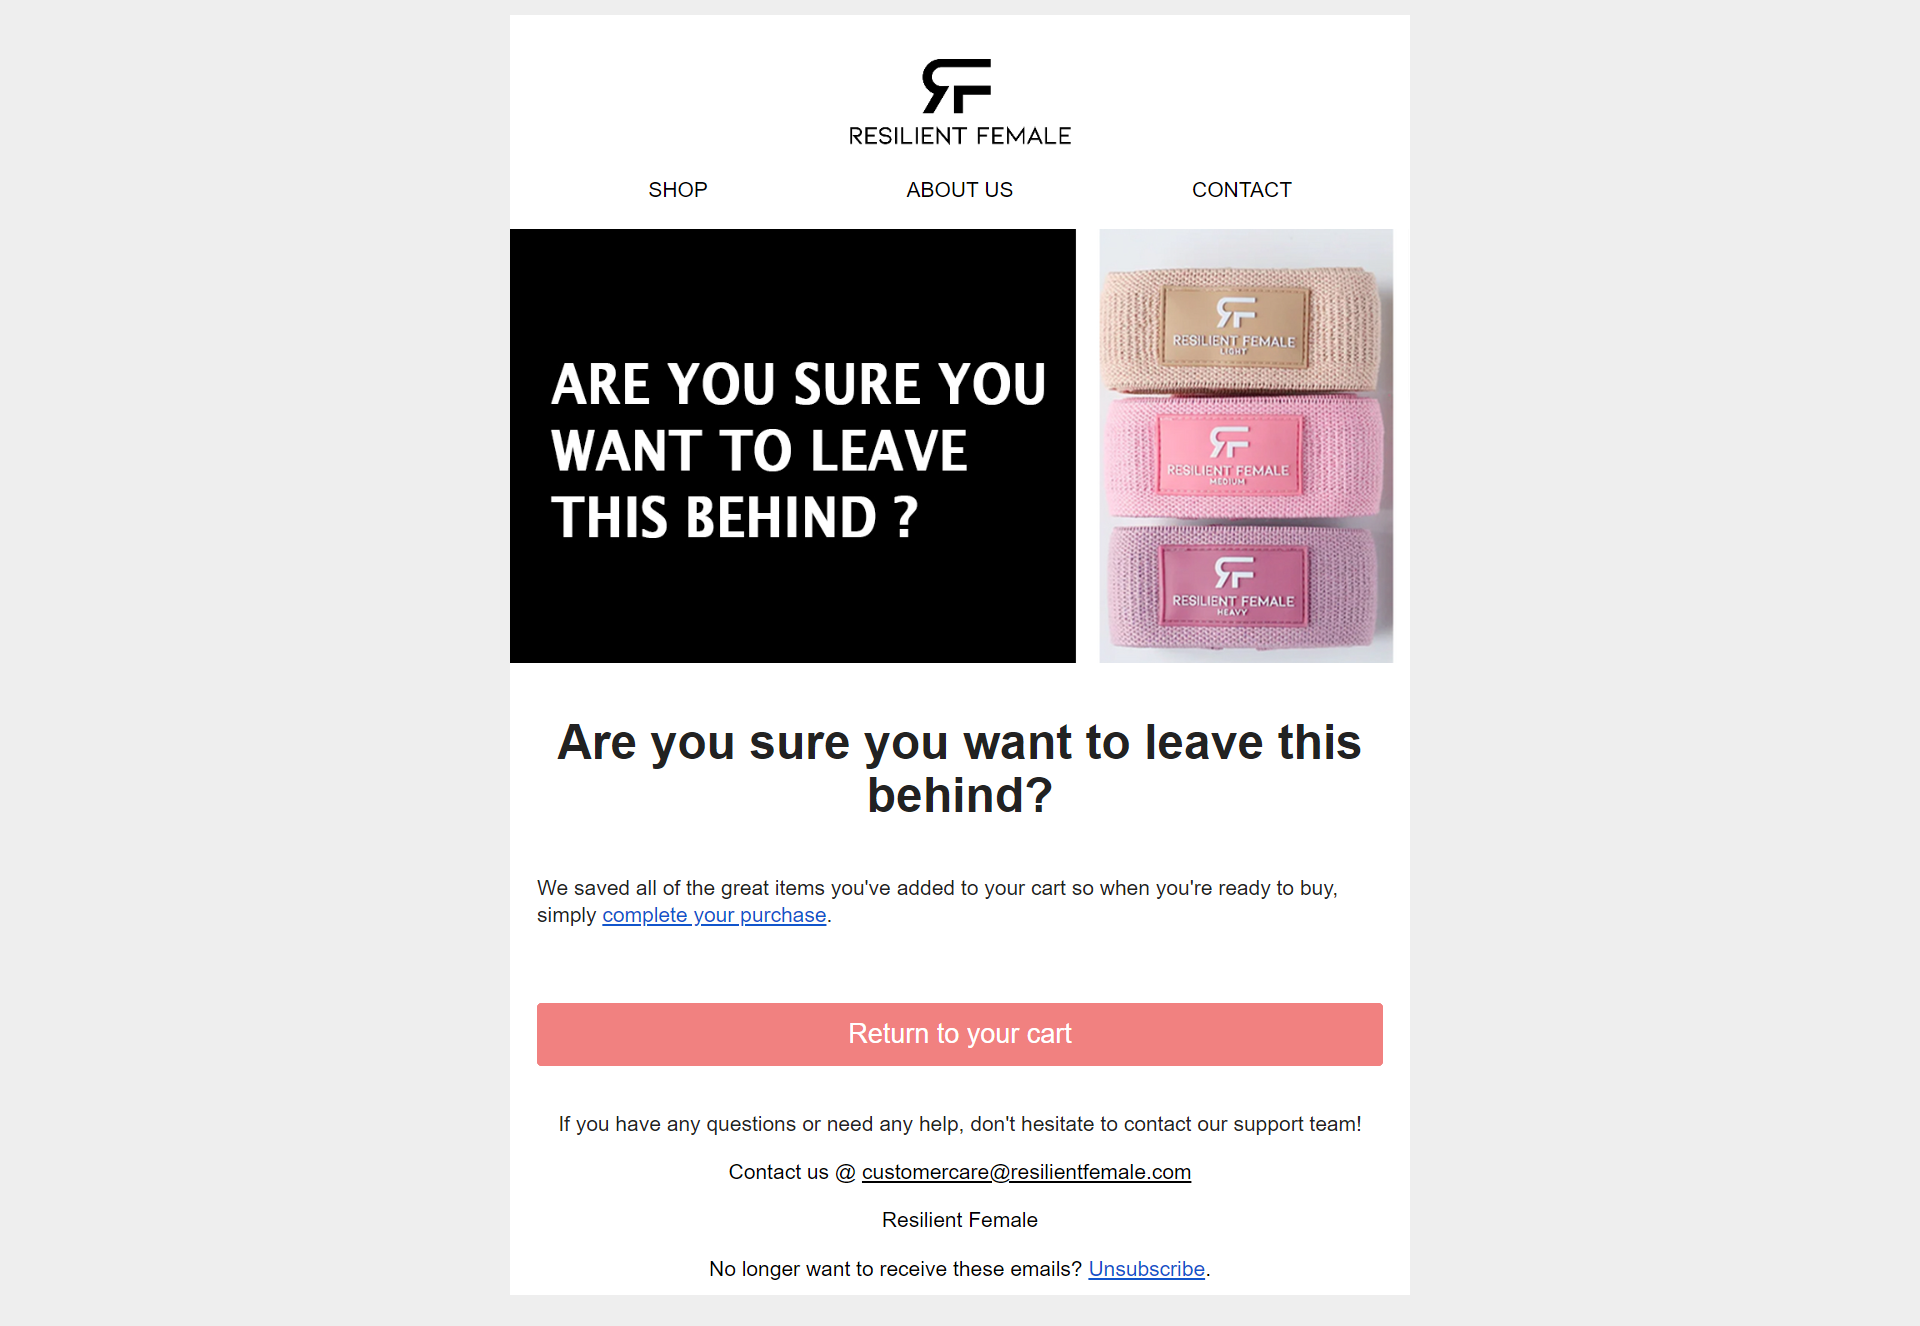 RF
RESILIENT FEMALE
SHOP
ABOUT US
CONTACT
ARE YOU SURE YOU
WANT TO LEAVE
THIS BEHIND ?
RF
RESILIENT FEMALE
LIGHT
RF
RESILIENT FEMALE
MEDIUM
RF
RESILIENT FEMALE
HEAVY
Are you sure you want to leave this
behind?
We saved all of the great items you've added to your cart so when you're ready to buy,
simply complete your purchase.
Return to your cart
If you have any questions or need any help, don't hesitate to contact our support team!
Contact us @ customercare@resilientfemale.com
Resilient Female
No longer want to receive these emails? Unsubscribe.